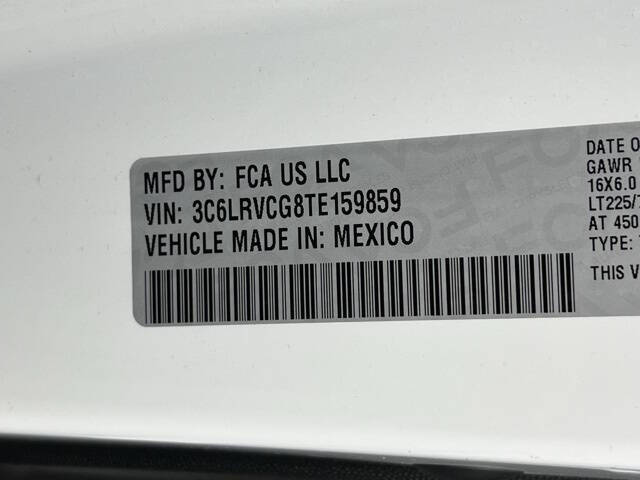 MFD BY: FCA US LLC
VIN: 3C6LRVCG8TE159859
VEHICLE MADE IN: MEXICO
DATE O
GAWR
16X6.0
LT225/7
AT 450,
TYPE:
THIS V